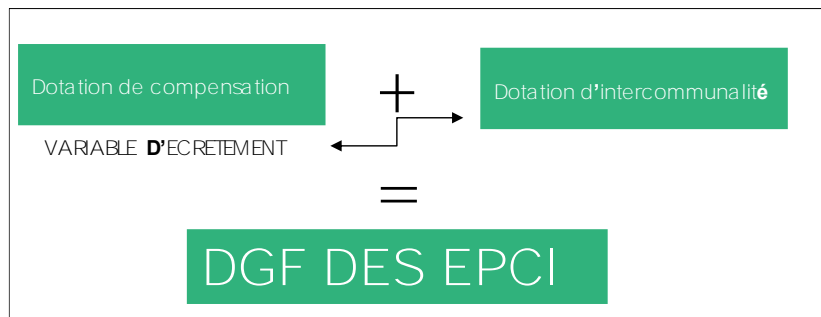 Dotation de compensation
+
Dotation d'intercommunalité
VARIABLE D'ECRETEMENT
=
DGF DES EPCI